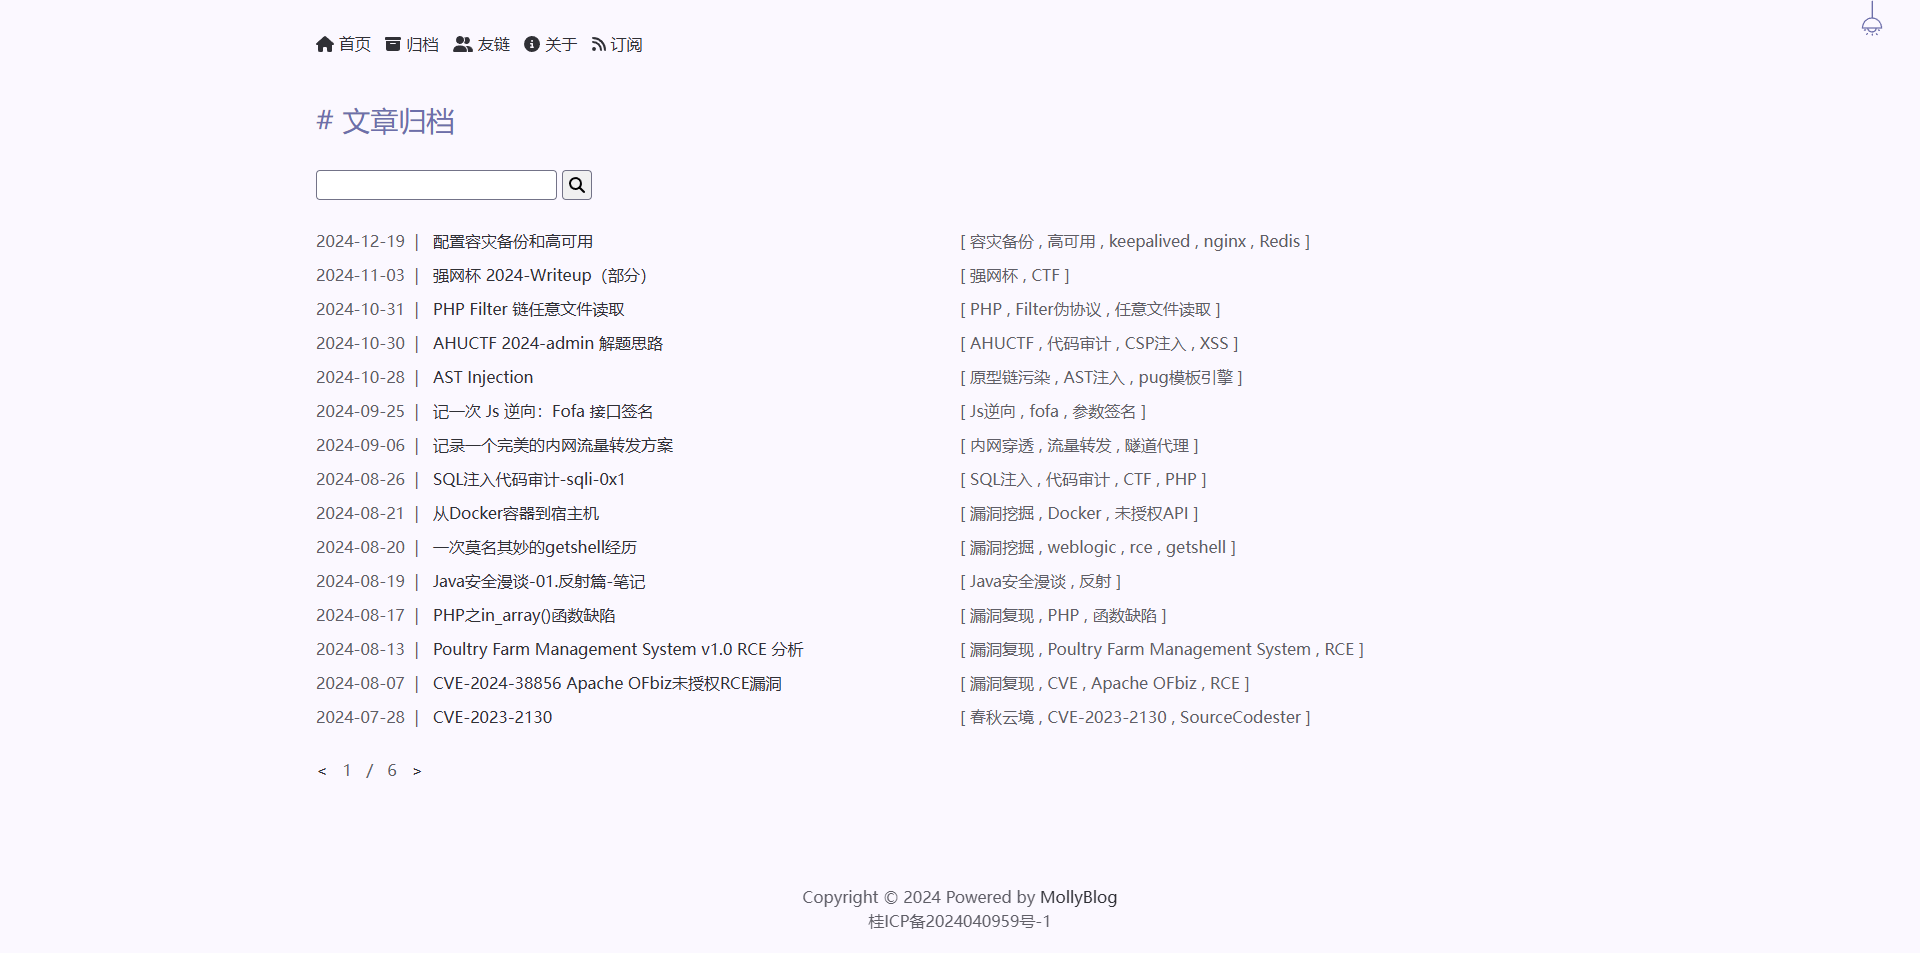 首页 归档 友链 关于 订阅
# 文章归档
2024-12-19 | 配置容灾备份和高可用 [ 容灾备份 , 高可用 , keepalived , nginx , Redis ]
2024-11-03 | 强网杯 2024-Writeup（部分） [ 强网杯 , CTF ]
2024-10-31 | PHP Filter 链任意文件读取 [ PHP , Filter伪协议 , 任意文件读取 ]
2024-10-30 | AHUCTF 2024-admin 解题思路 [ AHUCTF , 代码审计 , CSP注入 , XSS ]
2024-10-28 | AST Injection [ 原型链污染 , AST注入 , pug模板引擎 ]
2024-09-25 | 记一次 Js 逆向：Fofa 接口签名 [ Js逆向 , fofa , 参数签名 ]
2024-09-06 | 记录一个完美的内网流量转发方案 [ 内网穿透 , 流量转发 , 隧道代理 ]
2024-08-26 | SQL注入代码审计-sqli-0x1 [ SQL注入 , 代码审计 , CTF , PHP ]
2024-08-21 | 从Docker容器到宿主机 [ 漏洞挖掘 , Docker , 未授权API ]
2024-08-20 | 一次莫名其妙的getshell经历 [ 漏洞挖掘 , weblogic , rce , getshell ]
2024-08-19 | Java安全漫谈-01.反射篇-笔记 [ Java安全漫谈 , 反射 ]
2024-08-17 | PHP之in_array()函数缺陷 [ 漏洞复现 , PHP , 函数缺陷 ]
2024-08-13 | Poultry Farm Management System v1.0 RCE 分析 [ 漏洞复现 , Poultry Farm Management System , RCE ]
2024-08-07 | CVE-2024-38856 Apache OFbiz未授权RCE漏洞 [ 漏洞复现 , CVE , Apache OFbiz , RCE ]
2024-07-28 | CVE-2023-2130 [ 春秋云境 , CVE-2023-2130 , SourceCodester ]
< 1 / 6 >
Copyright © 2024 Powered by MollyBlog
桂ICP备2024040959号-1